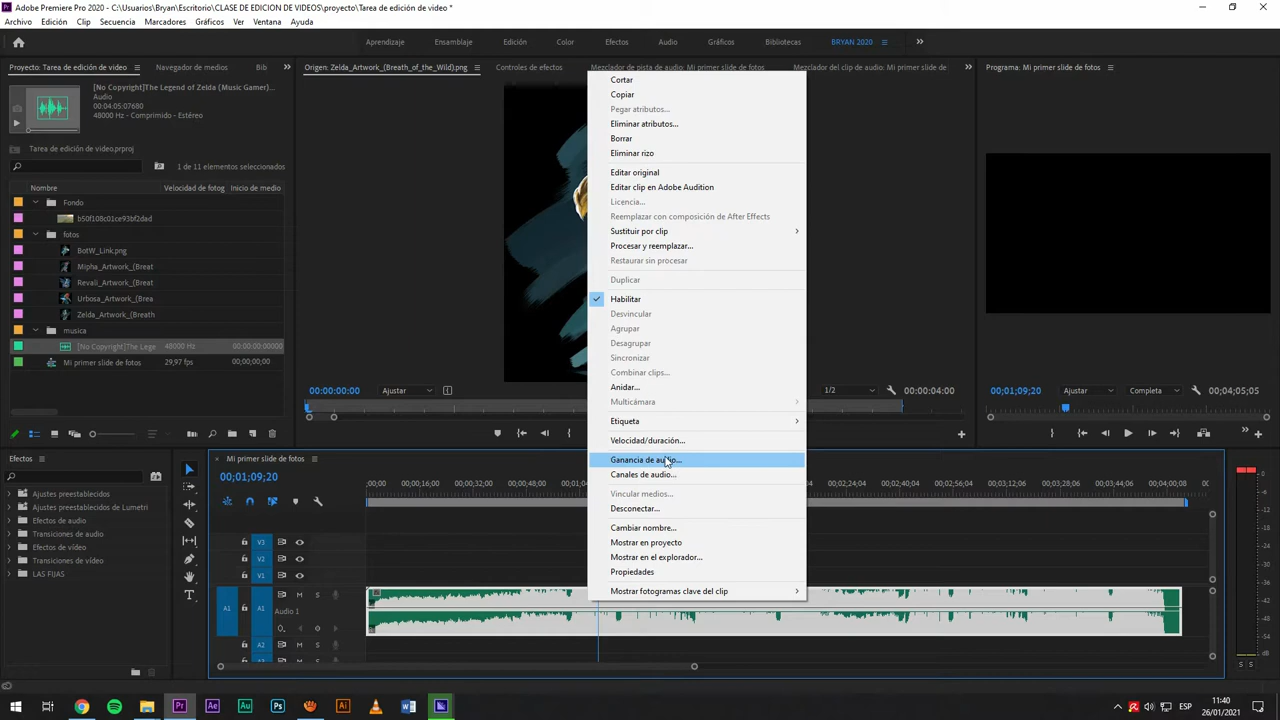 Adobe Premiere Pro 2020 - C:\Usuarios\Bryan\Escritorio\CLASE DE EDICION DE VIDEOS\proyecto\Tarea de edición de video *
Archivo Edición Clip Secuencia Marcadores Gráficos Ver Ventana Ayuda
Aprendizaje Ensamblaje Edición Color Efectos Audio Gráficos Bibliotecas BRYAN 2020
Proyecto: Tarea de edición de video Navegador de medios Bib
Origen: Zelda_Artwork_(Breath_of_the_Wild).png Controles de efectos Mezclador de pista de audio: Mi primer slide de fotos Mezclador del clip de audio: Mi primer slide de
Programa: Mi primer slide de fotos
[No Copyright]The Legend of Zelda (Music Gamer)...
Audio
4:04:05:07680
48000 Hz - Comprimido - Estéreo
Tarea de edición de video.prproj
1 de 11 elementos seleccionados
Nombre Velocidad de fotog Inicio de medio
Fondo
b50f108c01ce93bf2dad
fotos
BotW_Link.png
Mipha_Artwork_(Breat
Revali_Artwork_(Breat
Urbosa_Artwork_(Brea
Zelda_Artwork_(Breath
musica
[No Copyright]The Lege 48000 Hz 00:00:00:00000
Mi primer slide de fotos 29,97 fps 00;00;00;00
Cortar
Copiar
Pegar atributos...
Eliminar atributos...
Borrar
Eliminar rizo
Editar original
Editar clip en Adobe Audition
Licencia...
Reemplazar con composición de After Effects
Sustituir por clip
Procesar y reemplazar...
Restaurar sin procesar
Duplicar
Habilitar
Desvincular
Agrupar
Desagrupar
Sincronizar
Combinar clips...
Anidar...
Multicámara
Etiqueta
Velocidad/duración...
Ganancia de audio...
Canales de audio...
Vincular medios...
Desconectar...
Cambiar nombre...
Mostrar en proyecto
Mostrar en el explorador...
Propiedades
Mostrar fotogramas clave del clip
00:00:00:00 Ajustar 1/2 00:00:04:00
00;01;09;20 Ajustar Completa 00;04;05;05
Efectos
Ajustes preestablecidos
Ajustes preestablecidos de Lumetri
Efectos de audio
Transiciones de audio
Efectos de vídeo
Transiciones de vídeo
LAS FIJAS
Mi primer slide de fotos
00;01;09;20
;00;00 00;00;48;00 00;01;04 00;02;24;04 00;02;40;04 00;02;56;04 00;03;12;06 00;03;28;06 00;03;44;06 00;04;00;08 00
V3
V2
V1
A1 A1 M S
Audio 1
A2 M S
S S
Pr Ae Au Ps Ai
ESP
11:40
26/01/2021